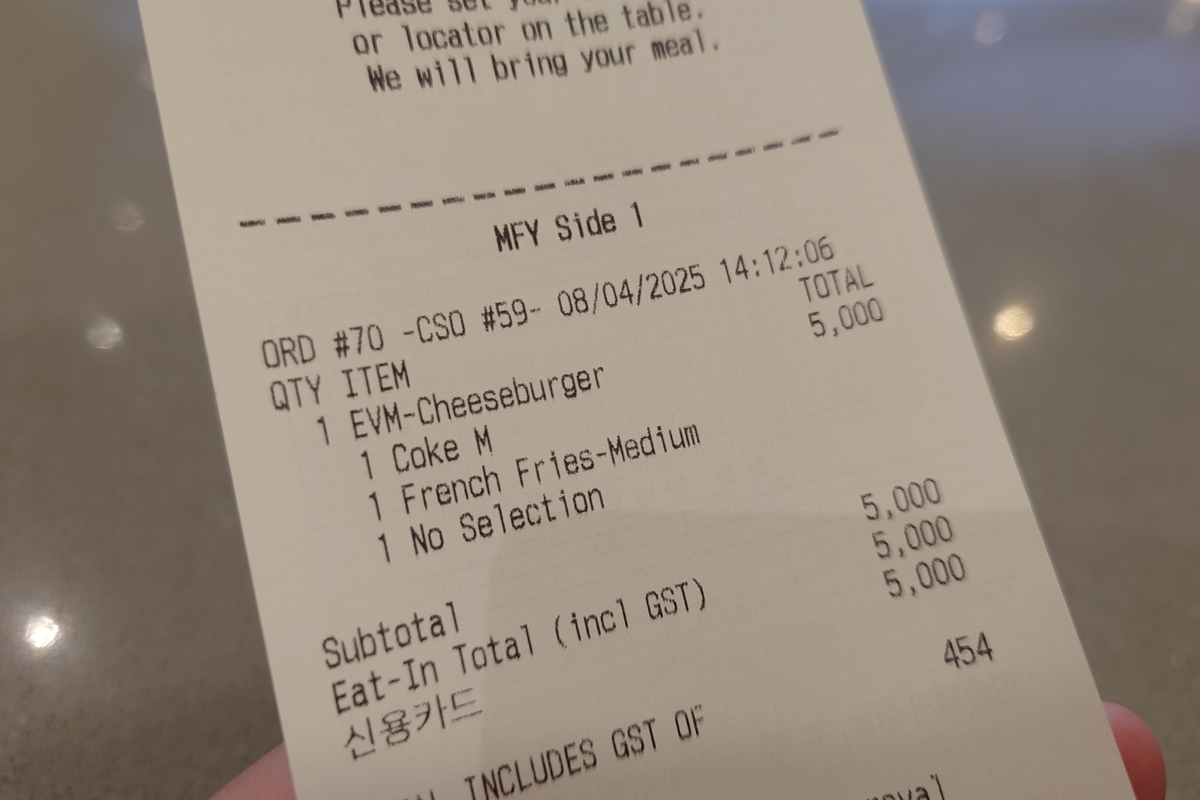 Please set
or locator on the table.
We will bring your meal.
MFY Side 1
ORD #70 -CSO #59- 08/04/2025 14:12:06
QTY ITEM TOTAL
1 EVM-Cheeseburger 5,000
1 Coke M
1 French Fries-Medium
1 No Selection
Subtotal 5,000
Eat-In Total (incl GST) 5,000
신용카드 5,000
INCLUDES GST OF 454